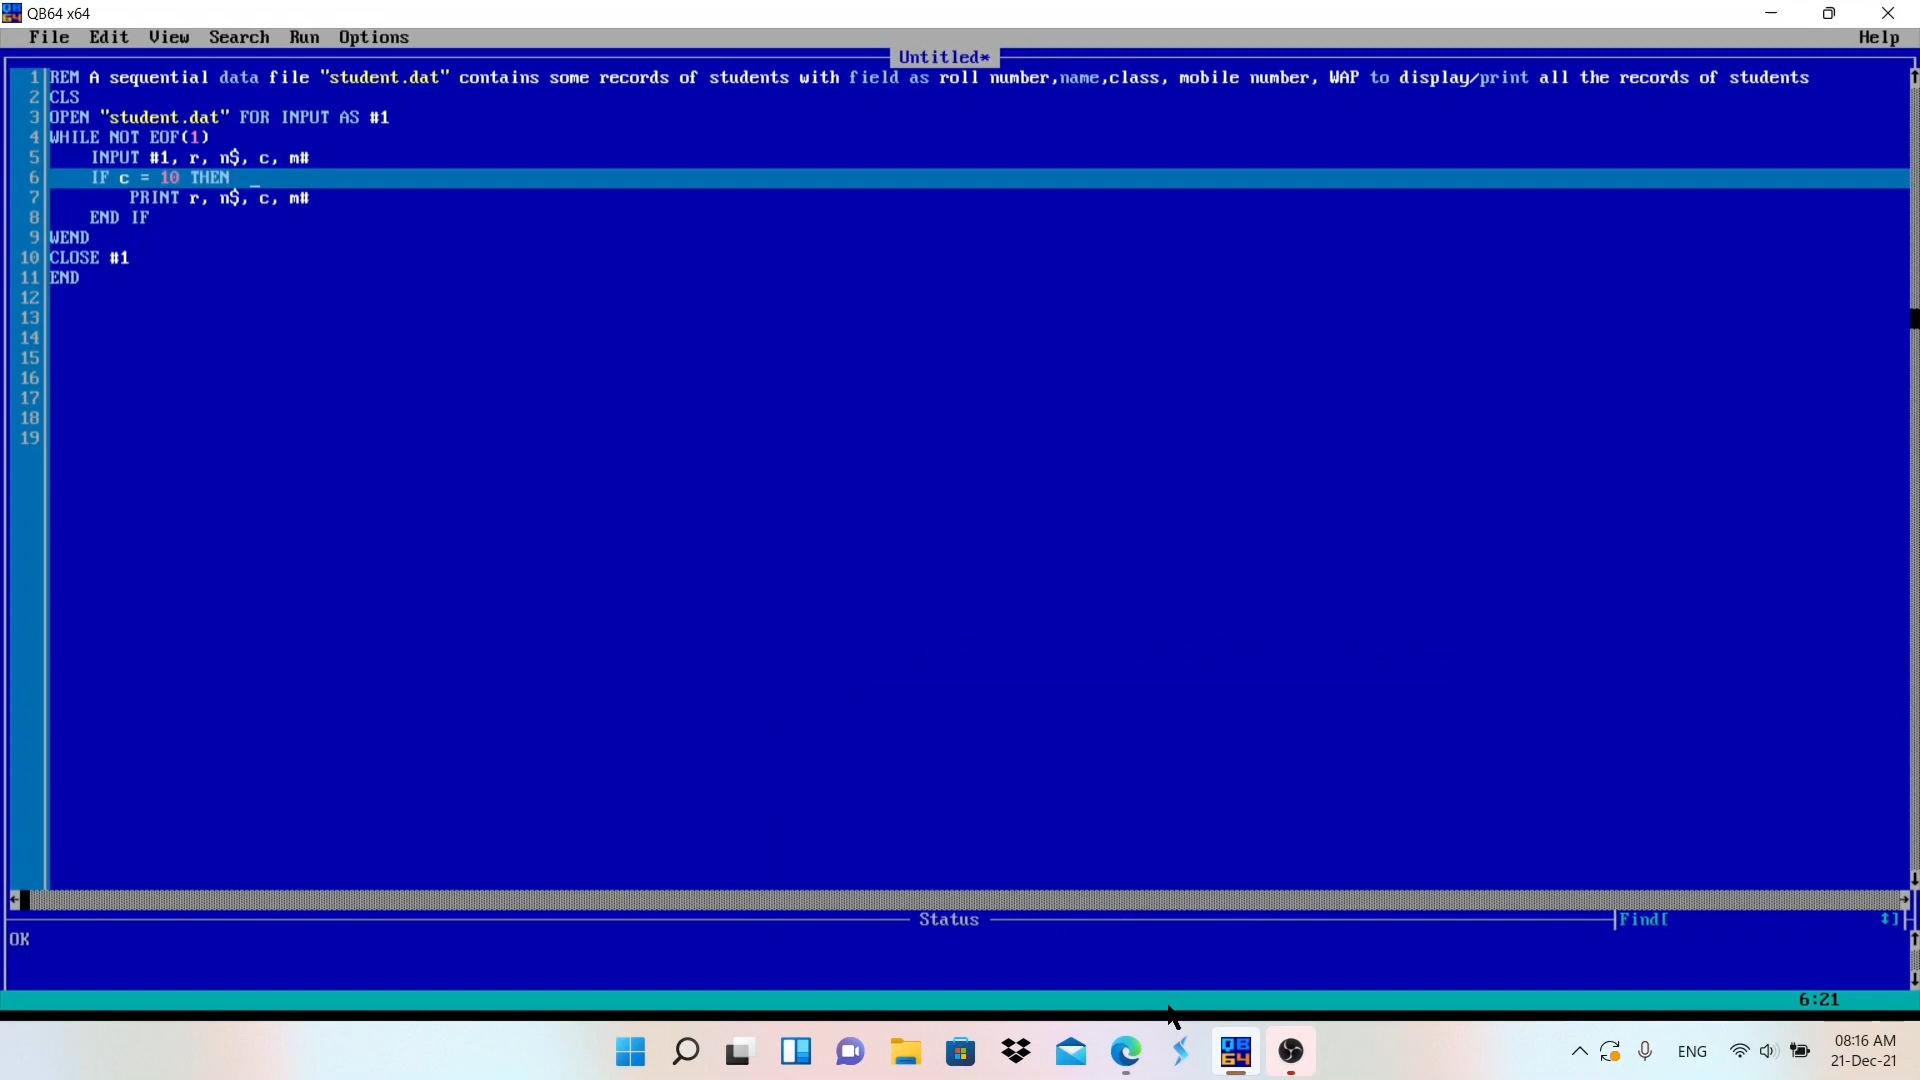 QB64 x64
File Edit View Search Run Options Help
Untitled*
1 REM A sequential data file "student.dat" contains some records of students with field as roll number,name,class, mobile number, WAP to display/print all the records of students
2 CLS
3 OPEN "student.dat" FOR INPUT AS #1
4 WHILE NOT EOF(1)
5 INPUT #1, r, n$, c, m#
6 IF c = 10 THEN _
7 PRINT r, n$, c, m#
8 END IF
9 WEND
10 CLOSE #1
11 END
12
13
14
15
16
17
18
19
Status
Find[ ]
OK
6:21
QB64
ENG
08:16 AM
21-Dec-21